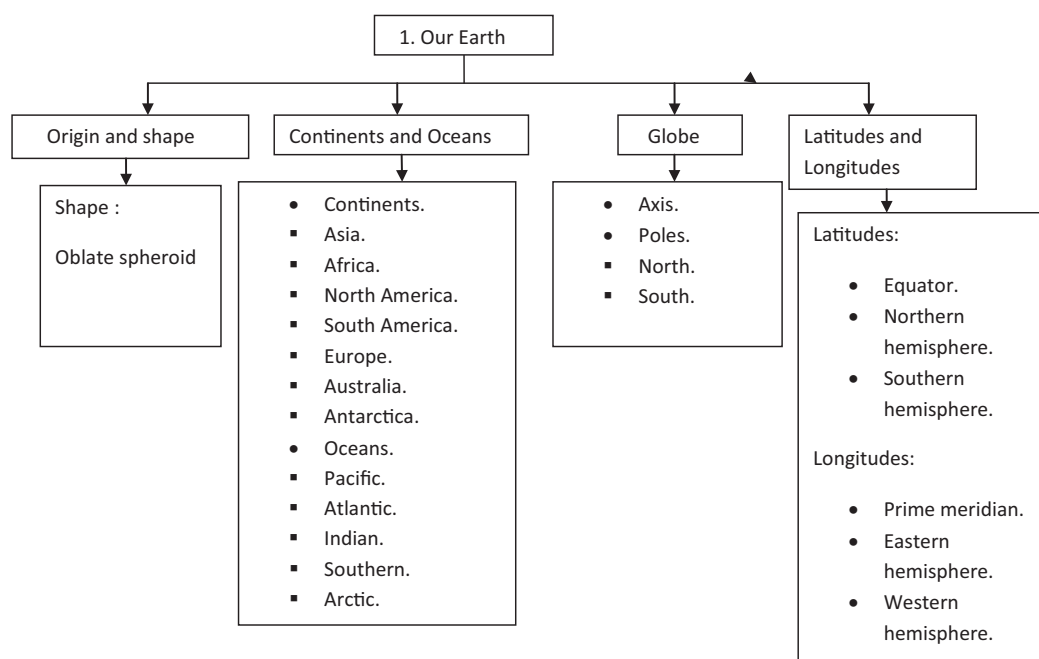 1. Our Earth
Origin and shape
Shape :
Oblate spheroid
Continents and Oceans
● Continents.
▪ Asia.
▪ Africa.
▪ North America.
▪ South America.
▪ Europe.
▪ Australia.
▪ Antarctica.
● Oceans.
▪ Pacific.
▪ Atlantic.
▪ Indian.
▪ Southern.
▪ Arctic.
Globe
● Axis.
● Poles.
▪ North.
▪ South.
Latitudes and
Longitudes
Latitudes:
● Equator.
● Northern
hemisphere.
● Southern
hemisphere.
Longitudes:
● Prime meridian.
● Eastern
hemisphere.
● Western
hemisphere.